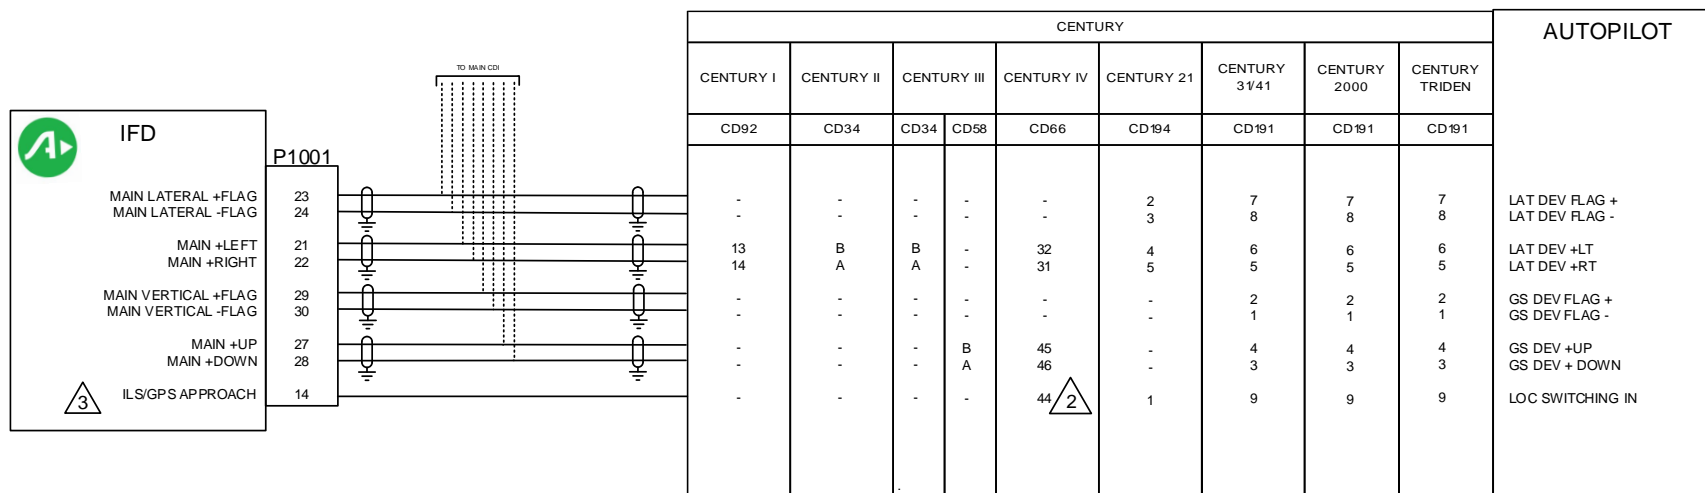 CENTURY
AUTOPILOT
TO MAIN CDI
CENTURY I CENTURY II CENTURY III CENTURY IV CENTURY 21 CENTURY 31/41 CENTURY 2000 CENTURY TRIDEN
CD92 CD34 CD34 CD58 CD66 CD194 CD191 CD191 CD191
IFD
P1001
MAIN LATERAL +FLAG 23 - - - - - 2 7 7 7 LAT DEV FLAG +
MAIN LATERAL -FLAG 24 - - - - - 3 8 8 8 LAT DEV FLAG -
MAIN +LEFT 21 13 B B - 32 4 6 6 6 LAT DEV +LT
MAIN +RIGHT 22 14 A A - 31 5 5 5 5 LAT DEV +RT
MAIN VERTICAL +FLAG 29 - - - - - - 2 2 2 GS DEV FLAG +
MAIN VERTICAL -FLAG 30 - - - - - - 1 1 1 GS DEV FLAG -
MAIN +UP 27 - - - B 45 - 4 4 4 GS DEV +UP
MAIN +DOWN 28 - - - A 46 - 3 3 3 GS DEV + DOWN
3 ILS/GPS APPROACH 14 - - - - 44 2 1 9 9 9 LOC SWITCHING IN